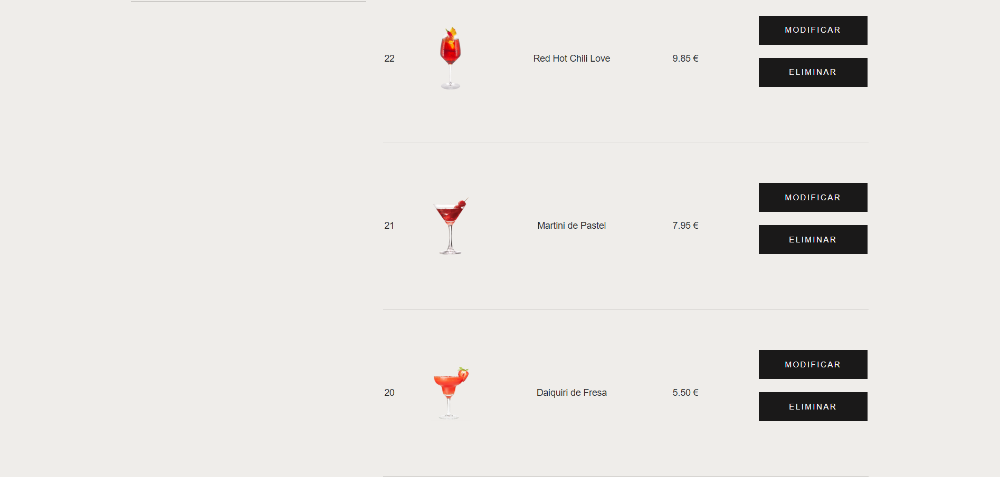 MODIFICAR
22 Red Hot Chili Love 9.85 €
ELIMINAR
MODIFICAR
21 Martini de Pastel 7.95 €
ELIMINAR
MODIFICAR
20 Daiquiri de Fresa 5.50 €
ELIMINAR